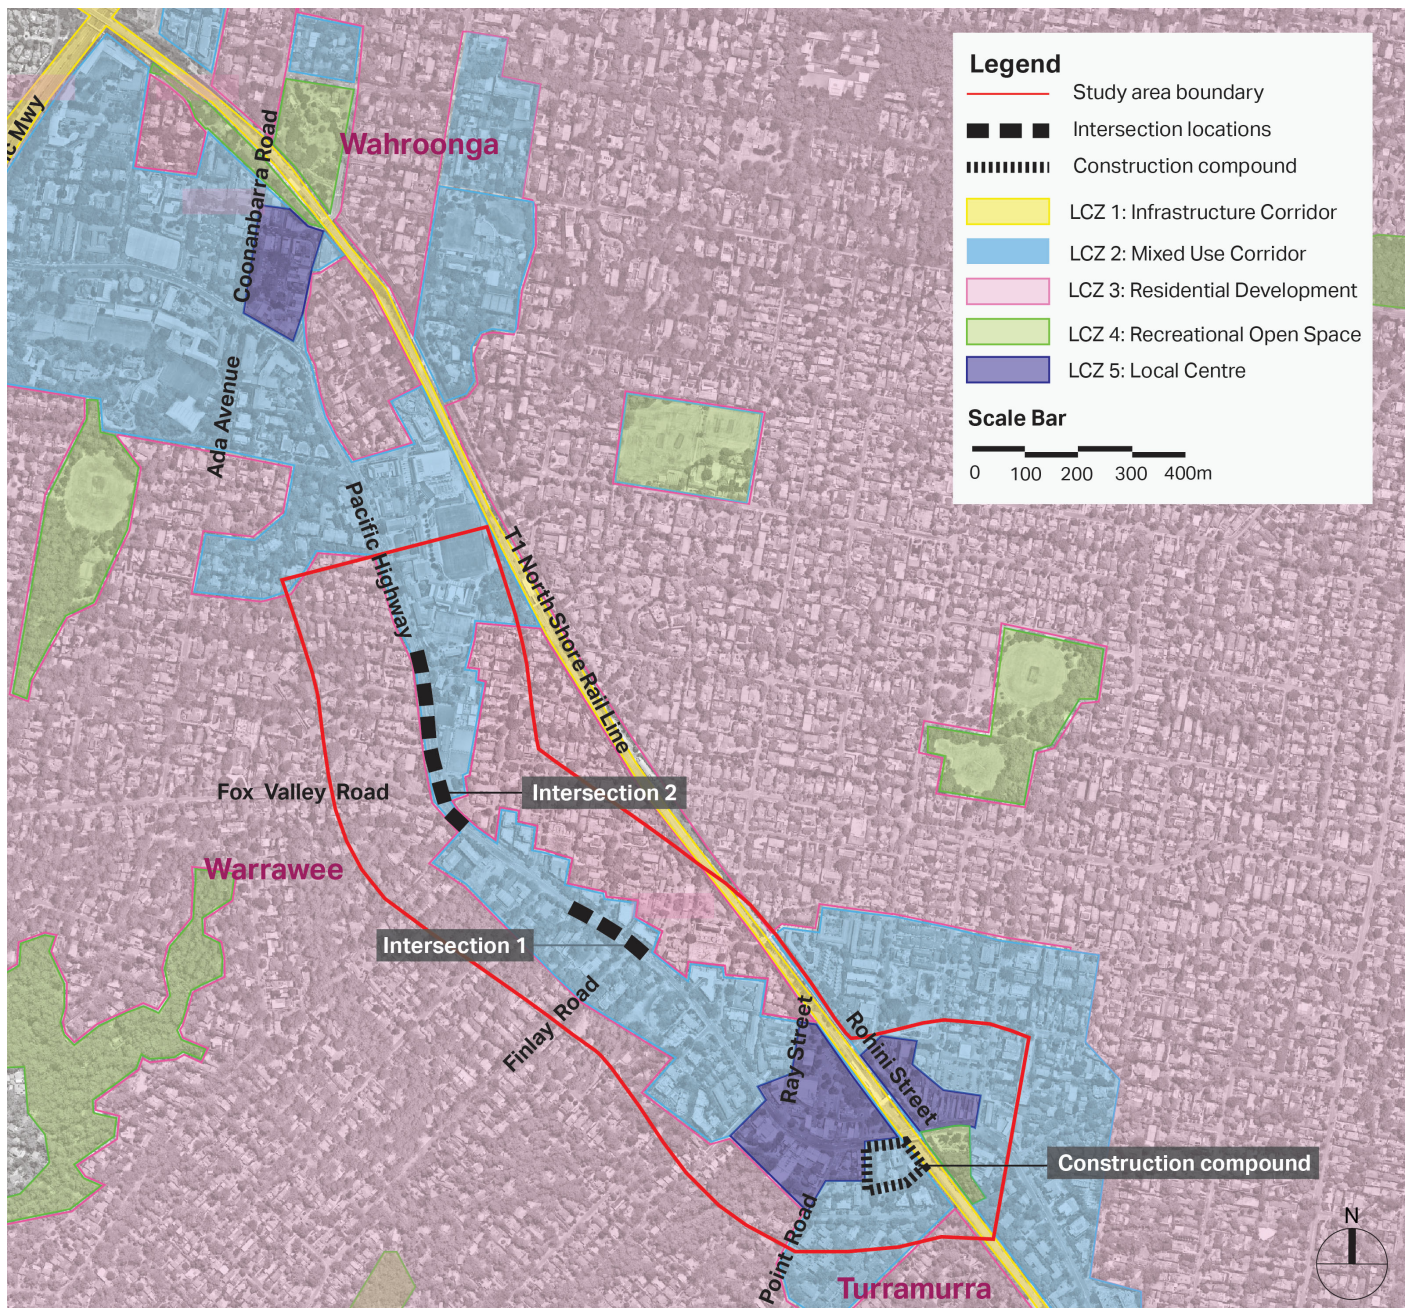 Legend
Study area boundary
Intersection locations
Construction compound
LCZ 1: Infrastructure Corridor
LCZ 2: Mixed Use Corridor
LCZ 3: Residential Development
LCZ 4: Recreational Open Space
LCZ 5: Local Centre
Scale Bar
0 100 200 300 400m
c Mwy
Coonanbarra Road
Wahroonga
Ada Avenue
Pacific Highway
T1 North Shore Rail Line
Fox Valley Road
Intersection 2
Warrawee
Intersection 1
Finlay Road
Ray Street
Rohini Street
Construction compound
Point Road
Turramurra
N